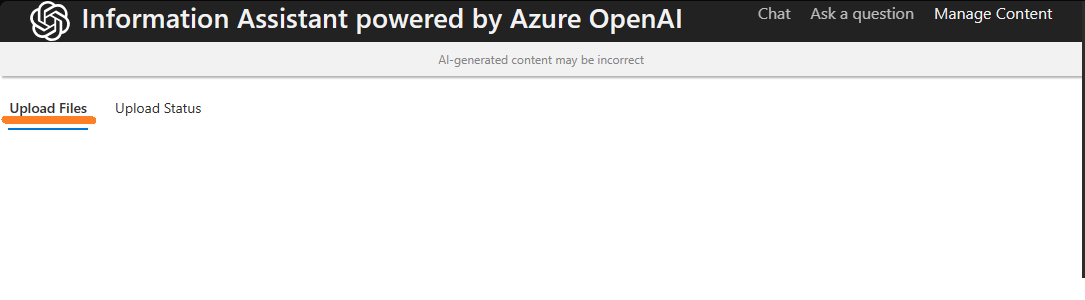 Information Assistant powered by Azure OpenAI
Chat Ask a question Manage Content
AI-generated content may be incorrect
Upload Files Upload Status